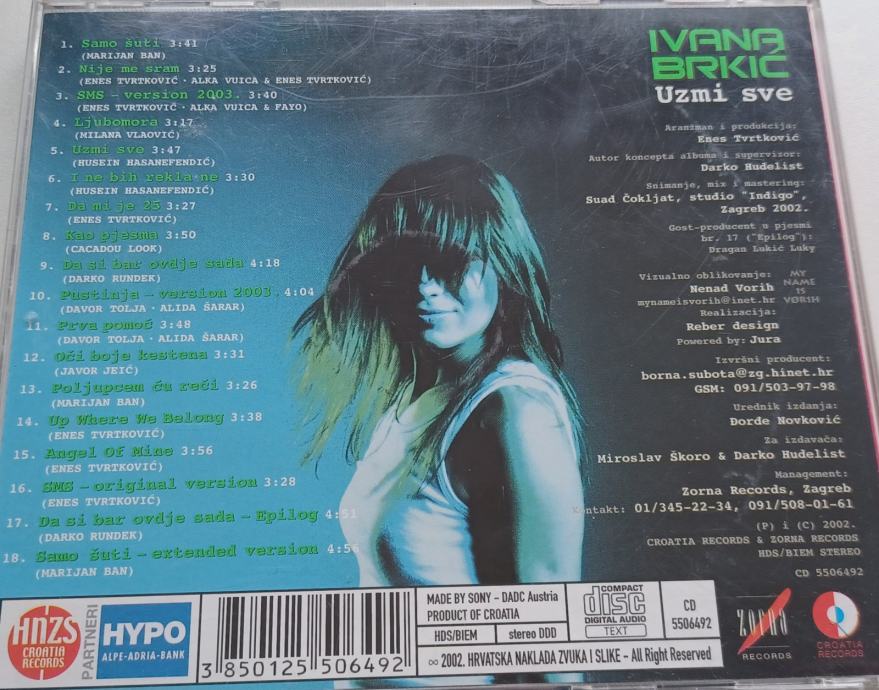 1. Samo šuti 3:41
(MARIJAN BAN)
2. Nije me sram 3:25
(ENES TVRTKOVIĆ · ALKA VUICA & ENES TVRTKOVIĆ)
3. SMS - version 2003. 3:40
(ENES TVRTKOVIĆ · ALKA VUICA & FAYO)
4. Ljubomora 3:17
(MILANA VLAOVIĆ)
5. Uzmi sve 3:47
(HUSEIN HASANEFENDIĆ)
6. I ne bih rekla ne 3:30
(HUSEIN HASANEFENDIĆ)
7. Da mi je 25 3:27
(ENES TVRTKOVIĆ)
8. Kao pjesma 3:50
(CACADOU LOOK)
9. Da si bar ovdje sada 4:18
(DARKO RUNDEK)
10. Pustinja - version 2003. 4:04
(DAVOR TOLJA · ALIDA ŠARAR)
11. Prva pomoć 3:48
(DAVOR TOLJA · ALIDA ŠARAR)
12. Oči boje kestena 3:31
(JAVOR JEIĆ)
13. Poljupcem ću reči 3:26
(MARIJAN BAN)
14. Up Where We Belong 3:38
(ENES TVRTKOVIĆ)
15. Angel Of Mine 3:56
(ENES TVRTKOVIĆ)
16. SMS - original version 3:28
(ENES TVRTKOVIĆ)
17. Da si bar ovdje sada - Epilog 4:51
(DARKO RUNDEK)
18. Samo šuti - extended version 4:56
(MARIJAN BAN)
IVANA
BRKIĆ
Uzmi sve
Aranžman i produkcija:
Enes Tvrtković
Autor koncepta albuma i supervizor:
Darko Hudelist
Snimanje, mix i mastering:
Suad Čokljat, studio "Indigo",
Zagreb 2002.
Gost-producent u pjesmi
br. 17 ("Epilog"):
Dragan Lukić Luky
Vizualno oblikovanje:
Nenad Vorih
mynameisvorih@inet.hr
MY
NAME
IS
VØRIH
Realizacija:
Reber design
Powered by: Jura
Izvršni producent:
borna.subota@zg.hinet.hr
GSM: 091/503-97-98
Urednik izdanja:
Đorđe Novković
Za izdavača:
Miroslav Škoro & Darko Hudelist
Management:
Zorna Records, Zagreb
Kontakt: 01/345-22-34, 091/508-01-61
(P) i (C) 2002.
CROATIA RECORDS & ZORNA RECORDS
HDS/BIEM STEREO
CD 5506492
HNZS
CROATIA
RECORDS
PARTNERI
HYPO
ALPE-ADRIA-BANK
3 850125 506492
MADE BY SONY - DADC Austria
PRODUCT OF CROATIA
HDS/BIEM
stereo DDD
COMPACT
disc
DIGITAL AUDIO
TEXT
CD
5506492
∞ 2002. HRVATSKA NAKLADA ZVUKA I SLIKE - All Right Reserved
zorna
RECORDS
CROATIA
RECORDS